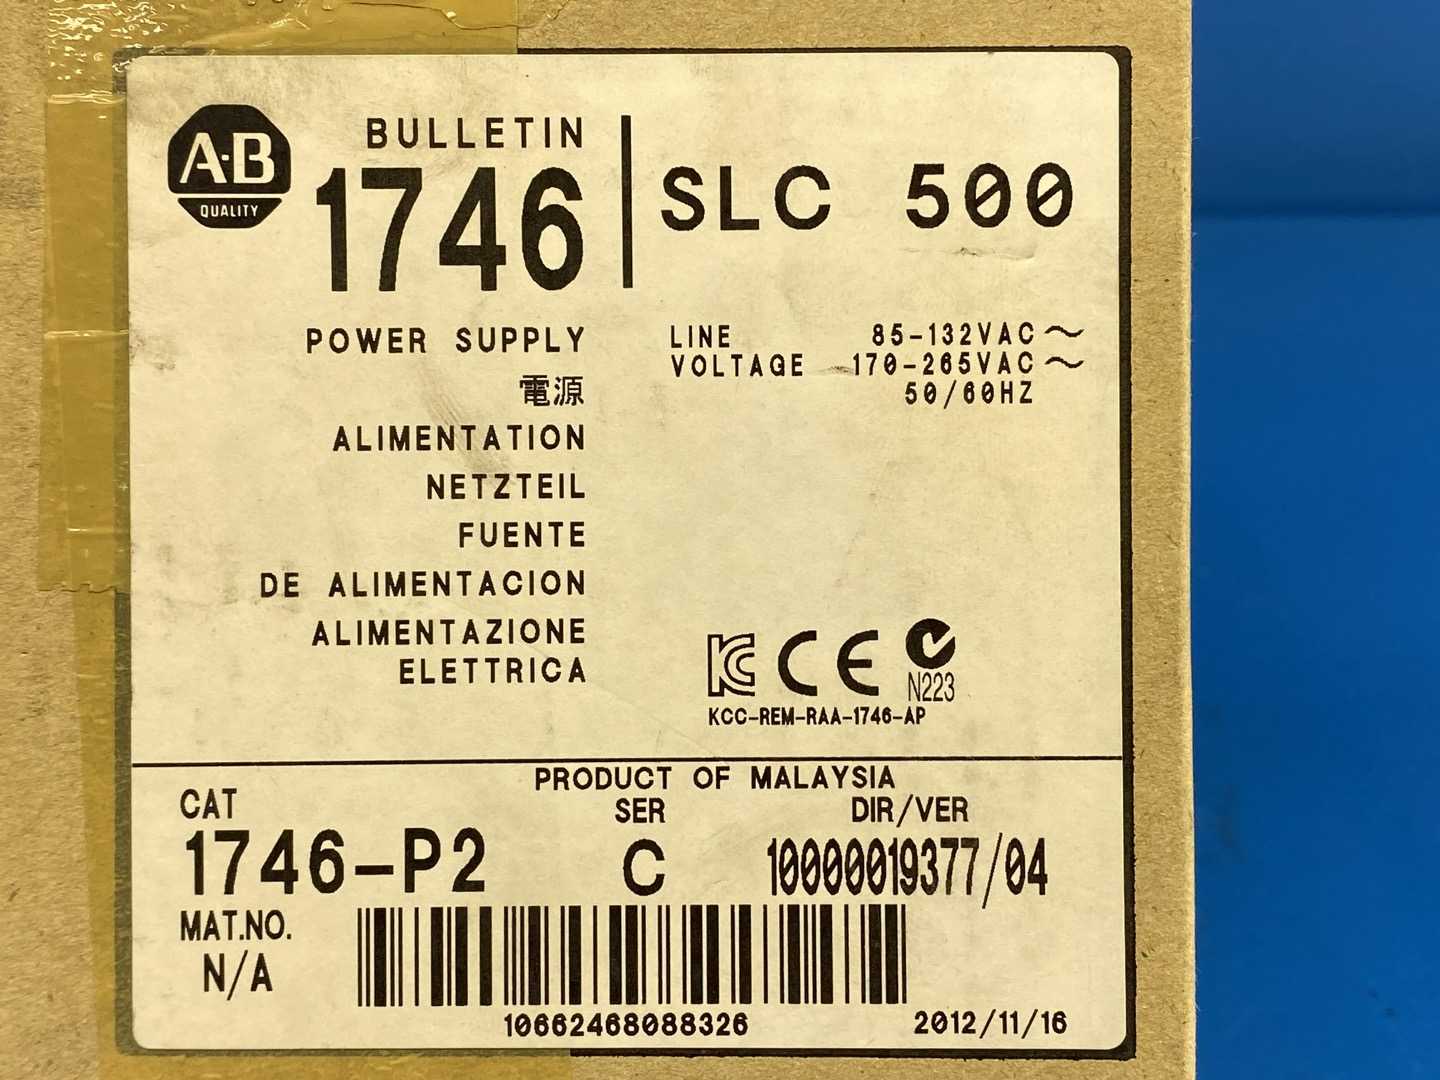 A-B
QUALITY
BULLETIN
1746
SLC 500
POWER SUPPLY
電源
ALIMENTATION
NETZTEIL
FUENTE
DE ALIMENTACION
ALIMENTAZIONE
ELETTRICA
LINE 85-132VAC ~
VOLTAGE 170-265VAC ~
50/60HZ
KC CE
N223
KCC-REM-RAA-1746-AP
PRODUCT OF MALAYSIA
CAT SER DIR/VER
1746-P2 C 10000019377/04
MAT.NO.
N/A
10662468088326 2012/11/16